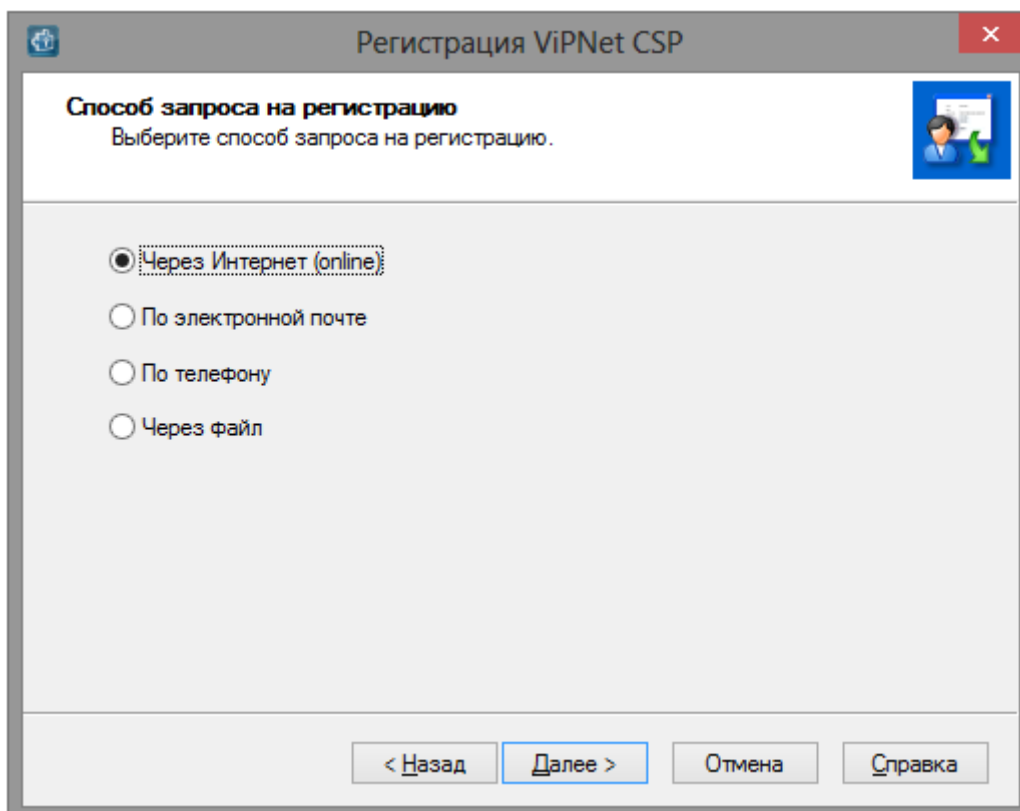 Регистрация ViPNet CSP
Способ запроса на регистрацию
Выберите способ запроса на регистрацию.
Через Интернет (online)
По электронной почте
По телефону
Через файл
< Назад Далее > Отмена Справка